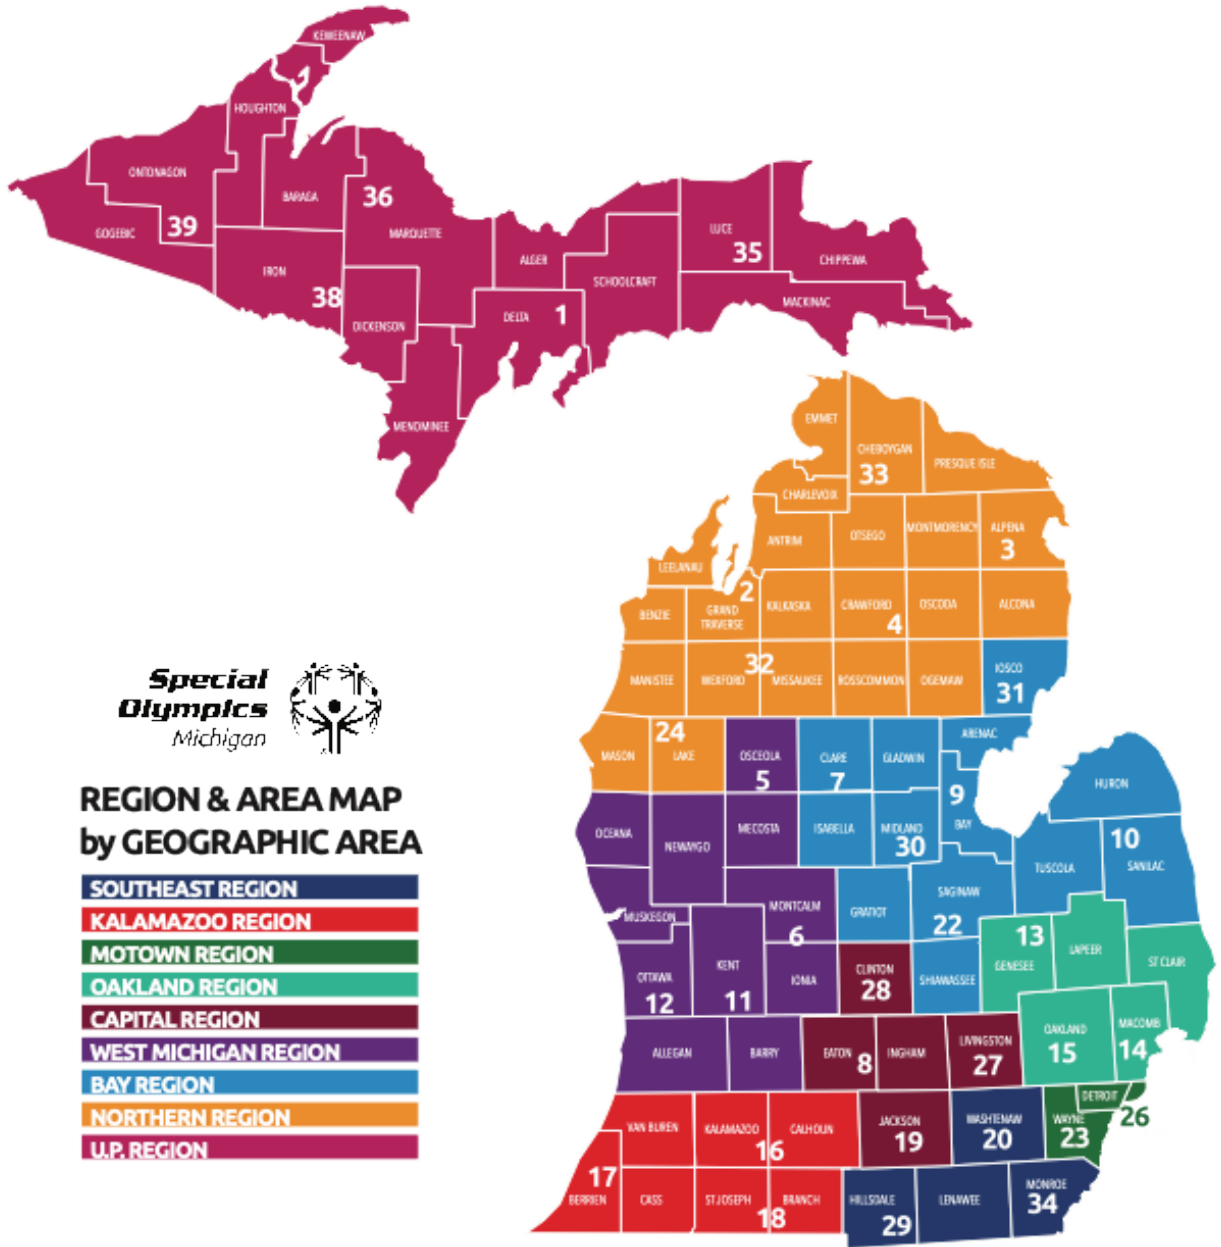 KEWEENAW
HOUGHTON
ONTONAGON
BARAGA
36
39
GOGEBIC
MARQUETTE
LUCE
35
ALGER
CHIPPEWA
IRON
SCHOOLCRAFT
38
MACKINAC
DELTA
1
DICKENSON
MENOMINEE
EMMET
CHEBOYGAN
33
PRESQUE ISLE
CHARLEVOIX
ANTRIM
OTSEGO
MONTMORENCY
ALPENA
3
LEELANAU
2
BENZIE
GRAND
TRAVERSE
KALKASKA
CRAWFORD
4
OSCODA
ALCONA
MANISTEE
WEXFORD
32
MISSAUKEE
ROSSCOMMON
OGEMAW
IOSCO
31
MASON
24
LAKE
OSCEOLA
5
CLARE
7
GLADWIN
ARENAC
9
BAY
HURON
OCEANA
NEWAYGO
MECOSTA
ISABELLA
MIDLAND
30
TUSCOLA
10
SANILAC
MUSKEGON
MONTCALM
6
GRATIOT
SAGINAW
22
13
GENESEE
LAPEER
ST CLAIR
OTTAWA
12
KENT
11
IONIA
CLINTON
28
SHIAWASSEE
OAKLAND
15
MACOMB
14
ALLEGAN
BARRY
EATON
8
INGHAM
LIVINGSTON
27
DETROIT
26
VAN BUREN
KALAMAZOO
16
CALHOUN
JACKSON
19
WASHTENAW
20
WAYNE
23
17
BERRIEN
CASS
ST JOSEPH
18
BRANCH
HILLSDALE
29
LENAWEE
MONROE
34
Special
Olympics
Michigan
REGION & AREA MAP
by GEOGRAPHIC AREA
SOUTHEAST REGION
KALAMAZOO REGION
MOTOWN REGION
OAKLAND REGION
CAPITAL REGION
WEST MICHIGAN REGION
BAY REGION
NORTHERN REGION
U.P. REGION